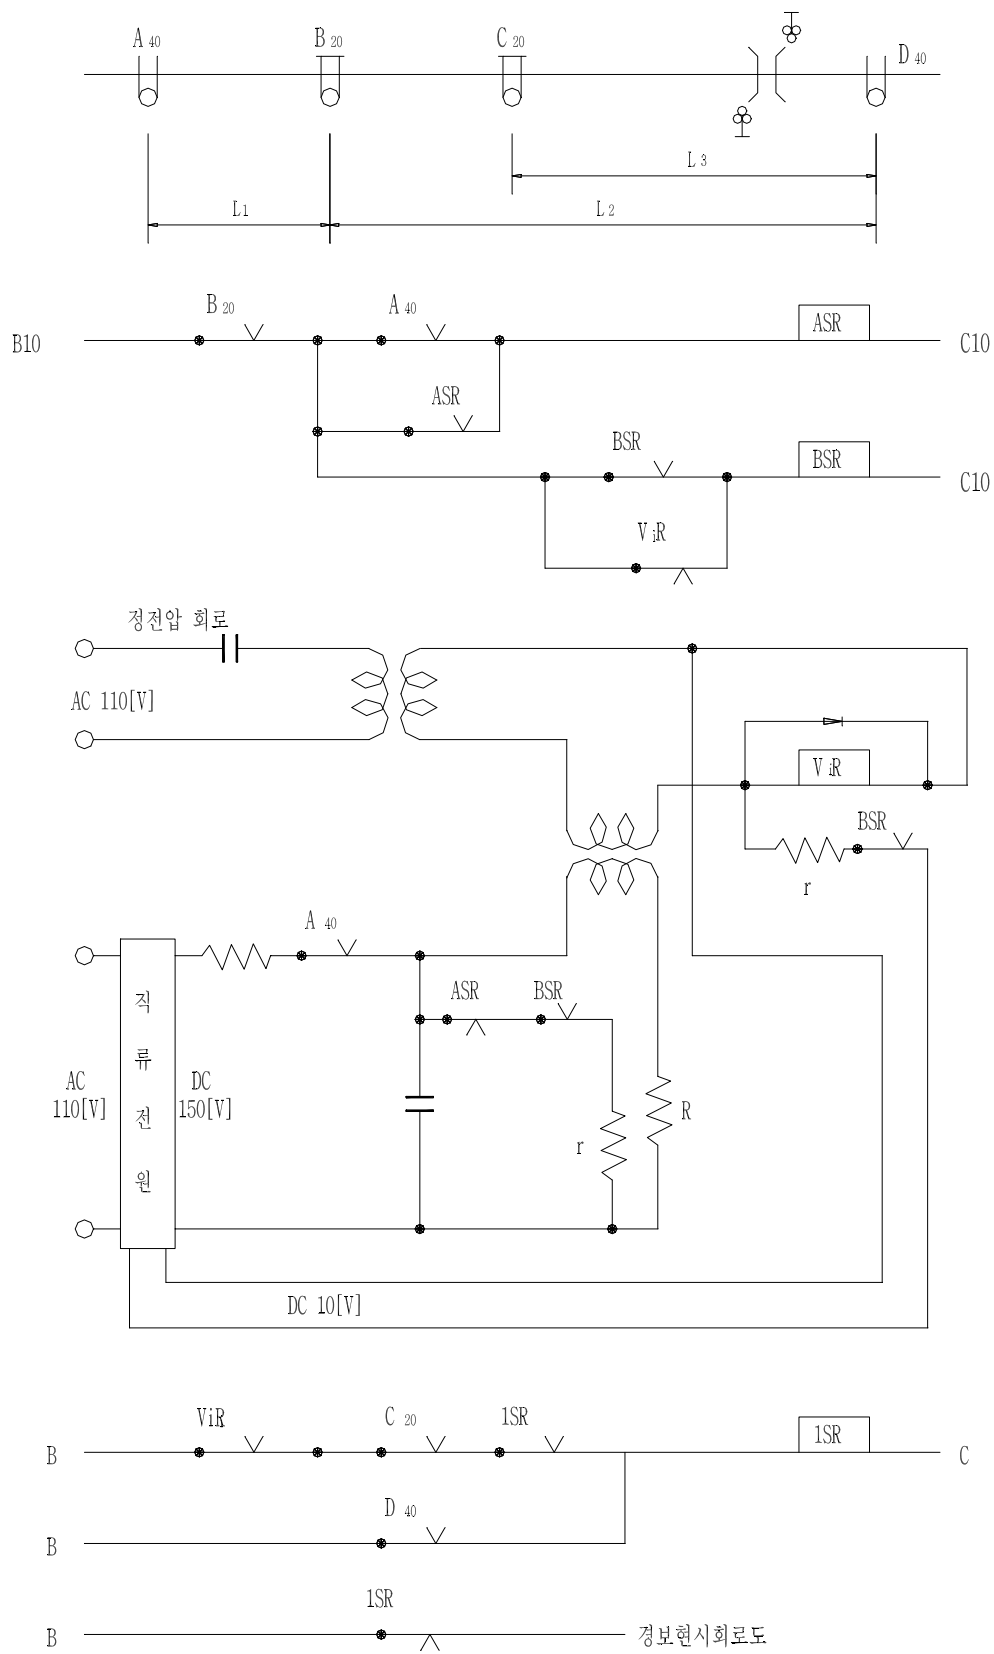 A 40
B 20
C 20
D 40
L 3
L1
L 2
B 20
A 40
B10
ASR
C10
ASR
BSR
BSR
C10
V iR
정전압 회로
AC 110[V]
V iR
BSR
r
A 40
직류전원
ASR
BSR
AC 110[V]
DC 150[V]
R
r
DC 10[V]
ViR
C 20
1SR
1SR
B
C
D 40
B
1SR
B
경보현시회로도